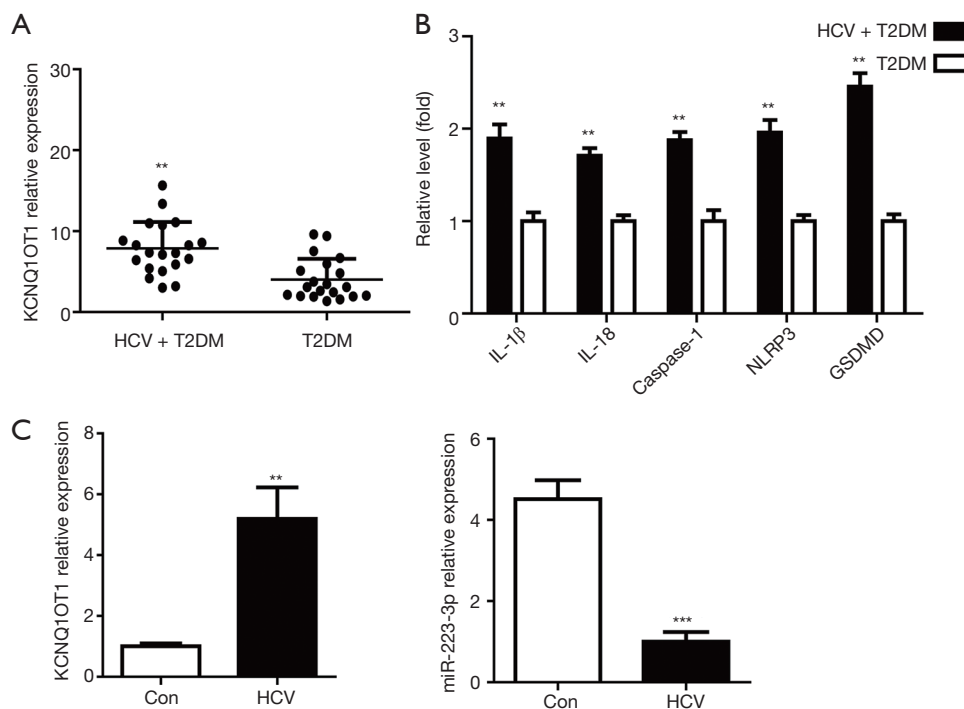 A
KCNQ1OT1 relative expression
30
20
10
0
**
HCV + T2DM
T2DM
B
HCV + T2DM
T2DM
Relative level (fold)
3
2
1
0
**
**
**
**
**
IL-1β
IL-18
Caspase-1
NLRP3
GSDMD
C
KCNQ1OT1 relative expression
8
6
4
2
0
**
Con
HCV
miR-223-3p relative expression
6
4
2
0
***
Con
HCV